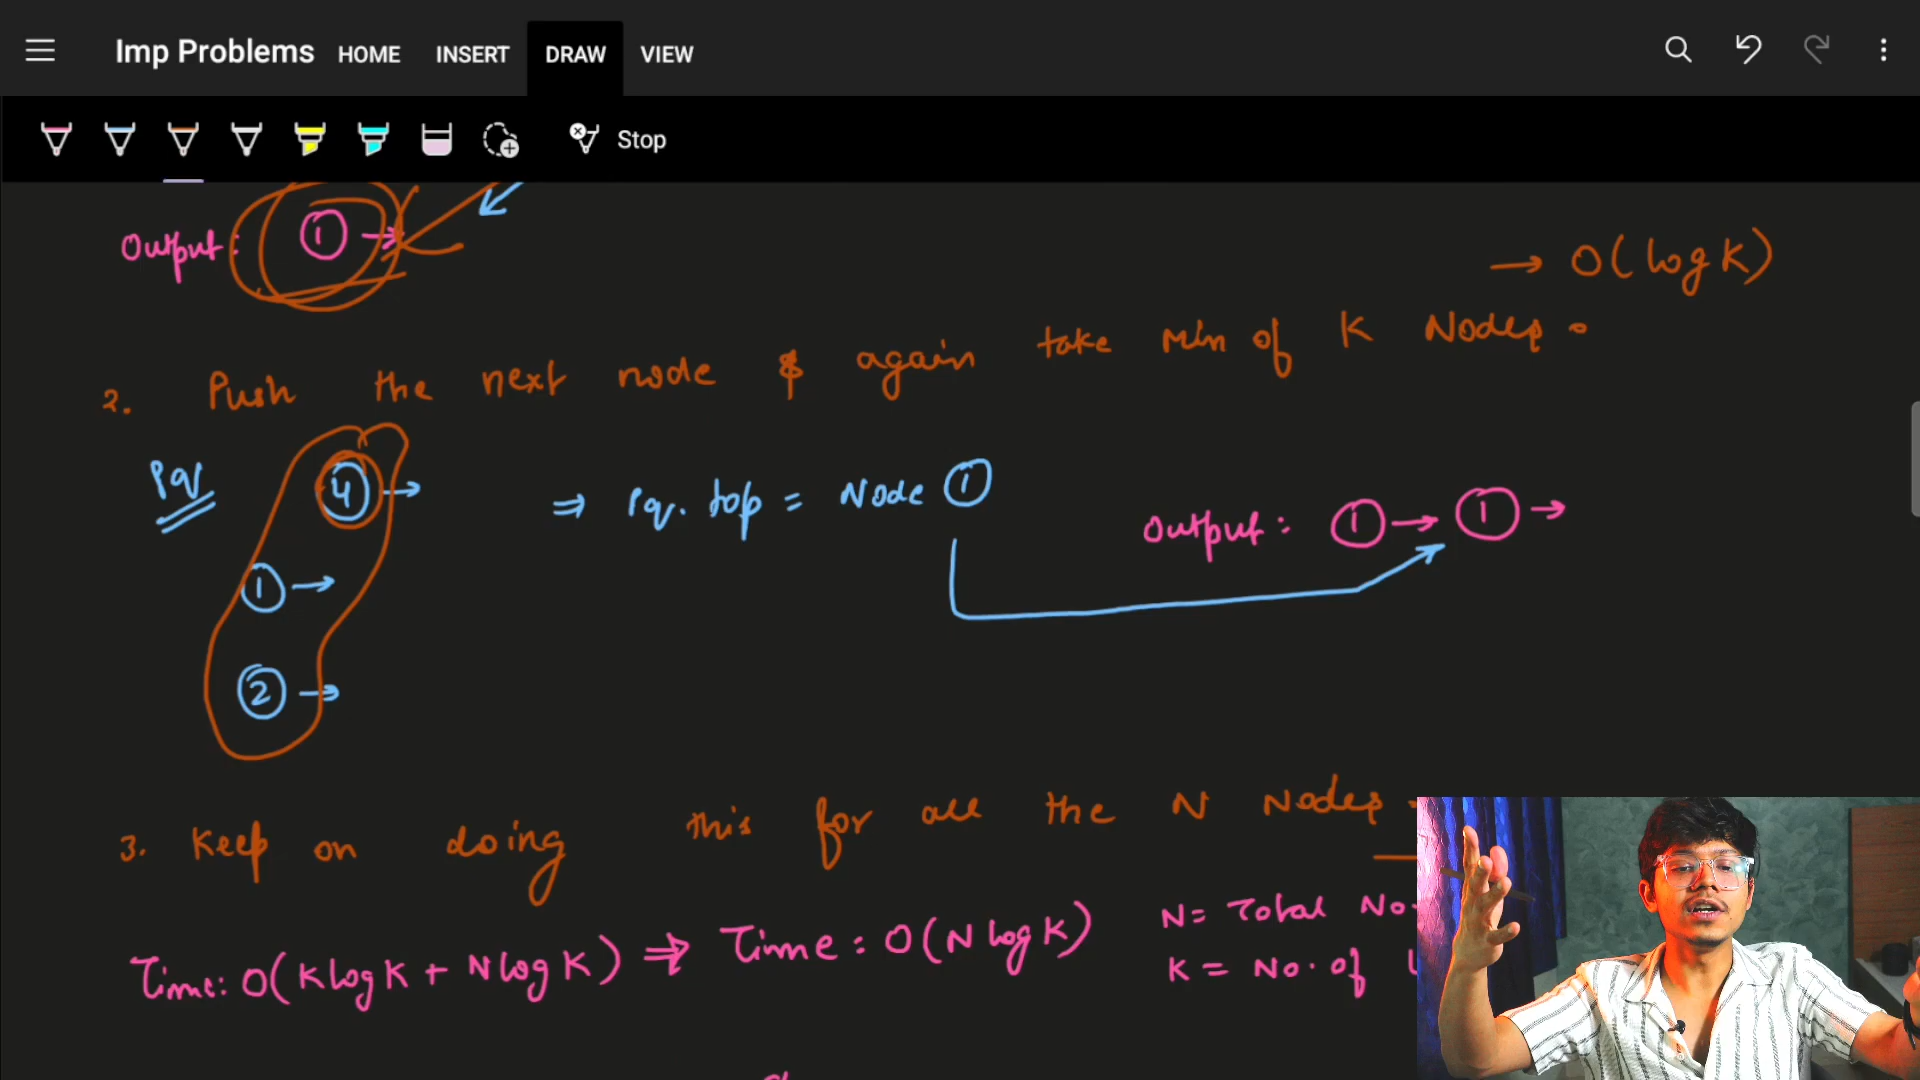 Imp Problems HOME INSERT DRAW VIEW
Stop
Output: 1 →
→ O(log K)
2. Push the next node & again take Min of K Nodes.
Pq
4 →
⇒ Pq. top = Node 1
Output: 1 → 1 →
1 →
2 →
3. Keep on doing this for all the N Nodes
Time: O(K log K + N log K) ⇒ Time: O(N log K)
N = Total No.
K = No. of